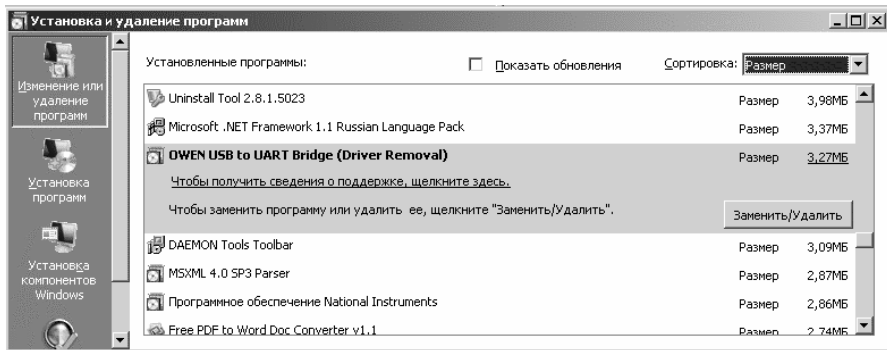 Установка и удаление программ
Изменение или
удаление
программ
Установка
программ
Установка
компонентов
Windows
Установленные программы:
Показать обновления
Сортировка: Размер
Uninstall Tool 2.8.1.5023 Размер 3,98МБ
Microsoft .NET Framework 1.1 Russian Language Pack Размер 3,37МБ
OWEN USB to UART Bridge (Driver Removal) Размер 3,27МБ
Чтобы получить сведения о поддержке, щелкните здесь.
Чтобы заменить программу или удалить ее, щелкните "Заменить/Удалить". Заменить/Удалить
DAEMON Tools Toolbar Размер 3,09МБ
MSXML 4.0 SP3 Parser Размер 2,87МБ
Программное обеспечение National Instruments Размер 2,86МБ
Free PDF to Word Doc Converter v1.1 Размер 2,74МБ